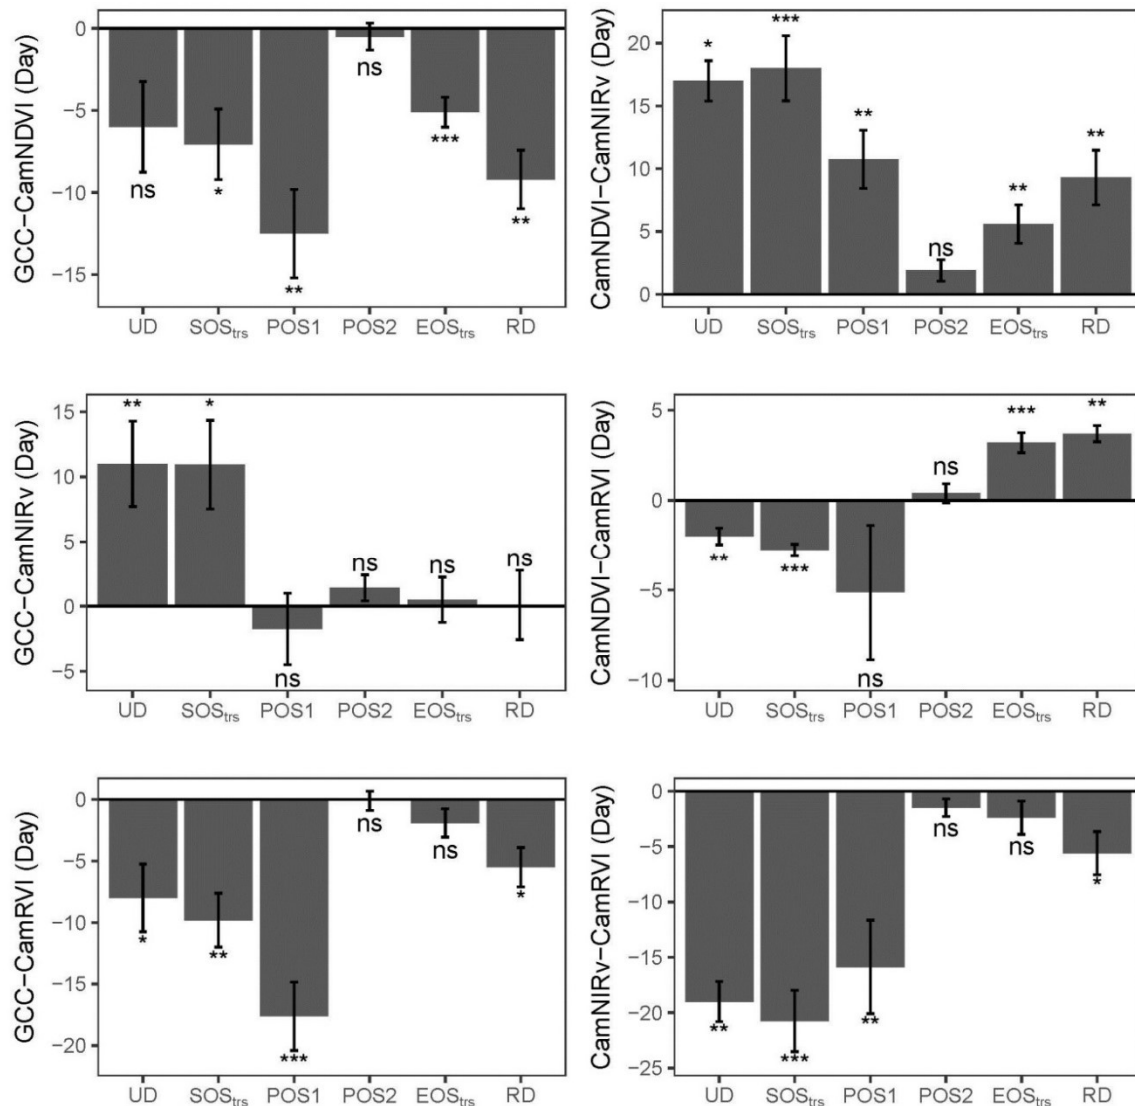 GCC−CamNDVI (Day)
0
−5
−10
−15
ns
*
**
ns
***
**
UD SOStrs POS1 POS2 EOStrs RD
CamNDVI−CamNIRv (Day)
20
15
10
5
0
*
***
**
ns
**
**
UD SOStrs POS1 POS2 EOStrs RD
GCC−CamNIRv (Day)
15
10
5
0
−5
**
*
ns
ns
ns
ns
UD SOStrs POS1 POS2 EOStrs RD
CamNDVI−CamRVI (Day)
5
0
−5
−10
**
***
ns
ns
***
**
UD SOStrs POS1 POS2 EOStrs RD
GCC−CamRVI (Day)
0
−5
−10
−15
−20
*
**
***
ns
ns
*
UD SOStrs POS1 POS2 EOStrs RD
CamNIRv−CamRVI (Day)
0
−5
−10
−15
−20
−25
**
***
**
ns
ns
*
UD SOStrs POS1 POS2 EOStrs RD